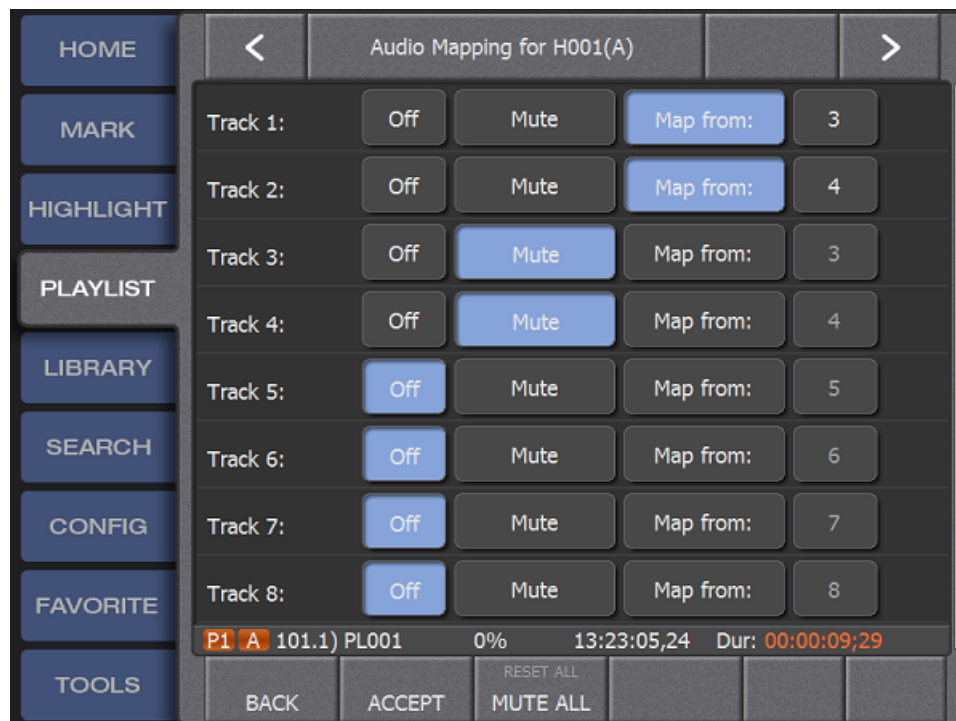 HOME
MARK
HIGHLIGHT
PLAYLIST
LIBRARY
SEARCH
CONFIG
FAVORITE
TOOLS
< Audio Mapping for H001(A) >
Track 1: Off Mute Map from: 3
Track 2: Off Mute Map from: 4
Track 3: Off Mute Map from: 3
Track 4: Off Mute Map from: 4
Track 5: Off Mute Map from: 5
Track 6: Off Mute Map from: 6
Track 7: Off Mute Map from: 7
Track 8: Off Mute Map from: 8
P1 A 101.1) PL001 0% 13:23:05,24 Dur: 00:00:09;29
RESET ALL
BACK ACCEPT MUTE ALL